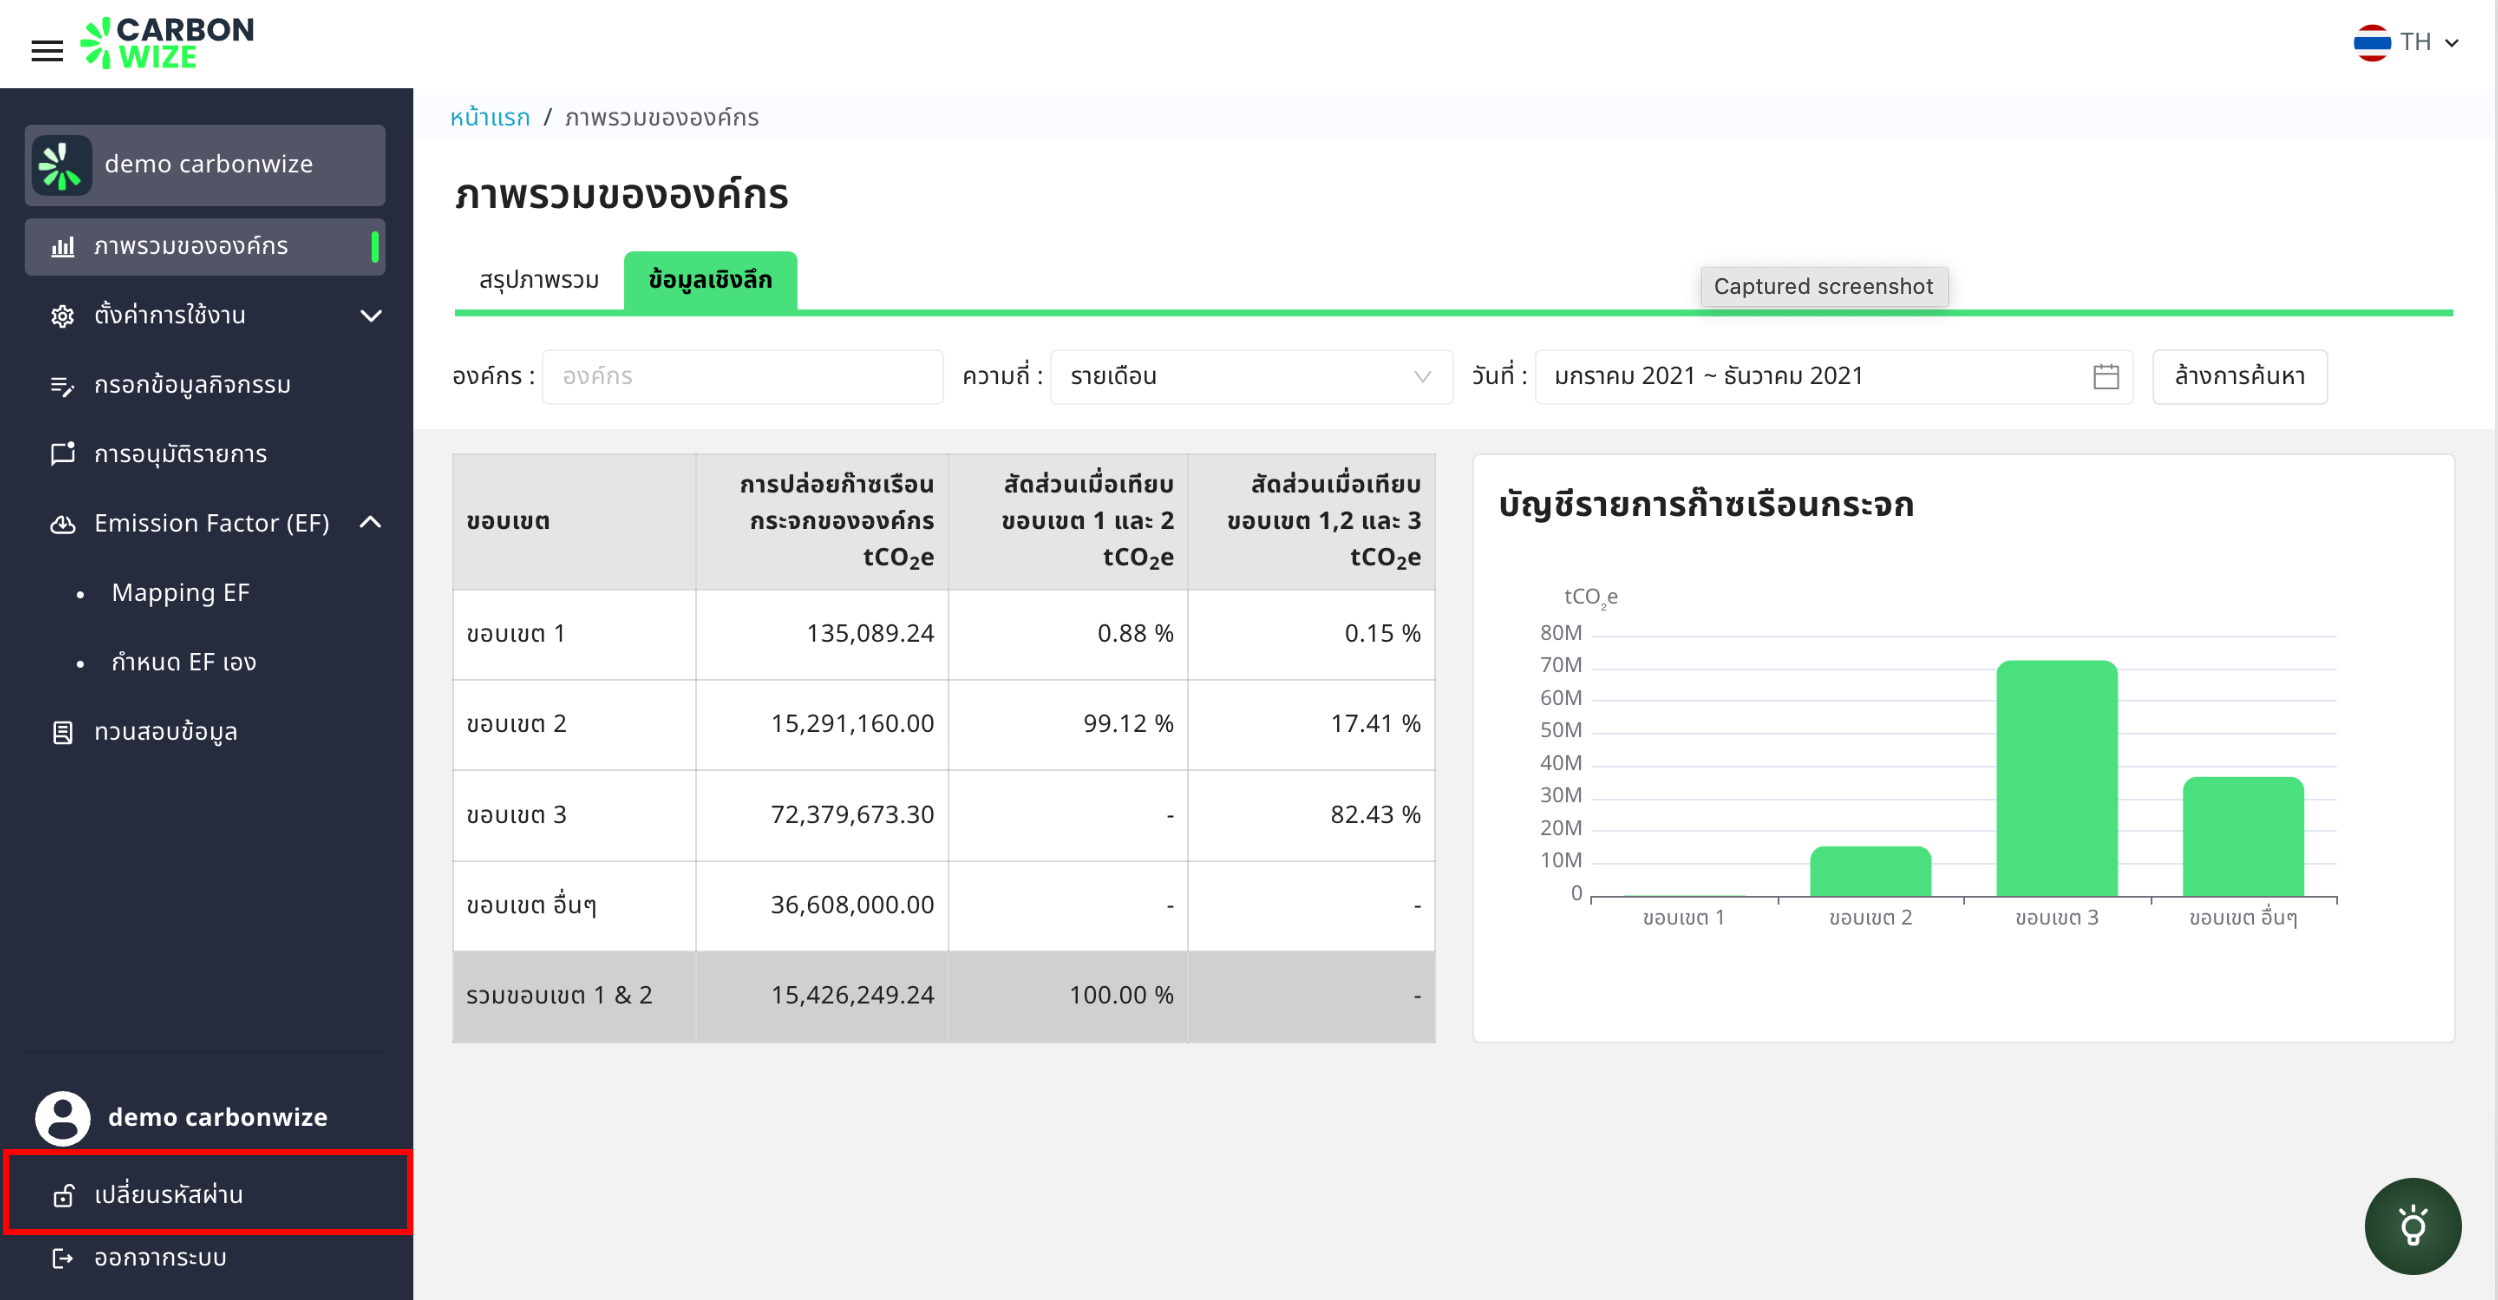 CARBON
WIZE
TH
demo carbonwize
ภาพรวมขององค์กร
ตั้งค่าการใช้งาน
กรอกข้อมูลกิจกรรม
การอนุมัติรายการ
Emission Factor (EF)
• Mapping EF
• กำหนด EF เอง
ทวนสอบข้อมูล
demo carbonwize
เปลี่ยนรหัสผ่าน
ออกจากระบบ
หน้าแรก / ภาพรวมขององค์กร
ภาพรวมขององค์กร
สรุปภาพรวม ข้อมูลเชิงลึก
Captured screenshot
องค์กร : องค์กร ความถี่ : รายเดือน วันที่ : มกราคม 2021 ~ ธันวาคม 2021 ล้างการค้นหา
ขอบเขต
การปล่อยก๊าซเรือน
กระจกขององค์กร
tCO₂e
สัดส่วนเมื่อเทียบ
ขอบเขต 1 และ 2
tCO₂e
สัดส่วนเมื่อเทียบ
ขอบเขต 1,2 และ 3
tCO₂e
ขอบเขต 1 135,089.24 0.88 % 0.15 %
ขอบเขต 2 15,291,160.00 99.12 % 17.41 %
ขอบเขต 3 72,379,673.30 - 82.43 %
ขอบเขต อื่นๆ 36,608,000.00 - -
รวมขอบเขต 1 & 2 15,426,249.24 100.00 % -
บัญชีรายการก๊าซเรือนกระจก
tCO₂e
80M
70M
60M
50M
40M
30M
20M
10M
0
ขอบเขต 1 ขอบเขต 2 ขอบเขต 3 ขอบเขต อื่นๆ